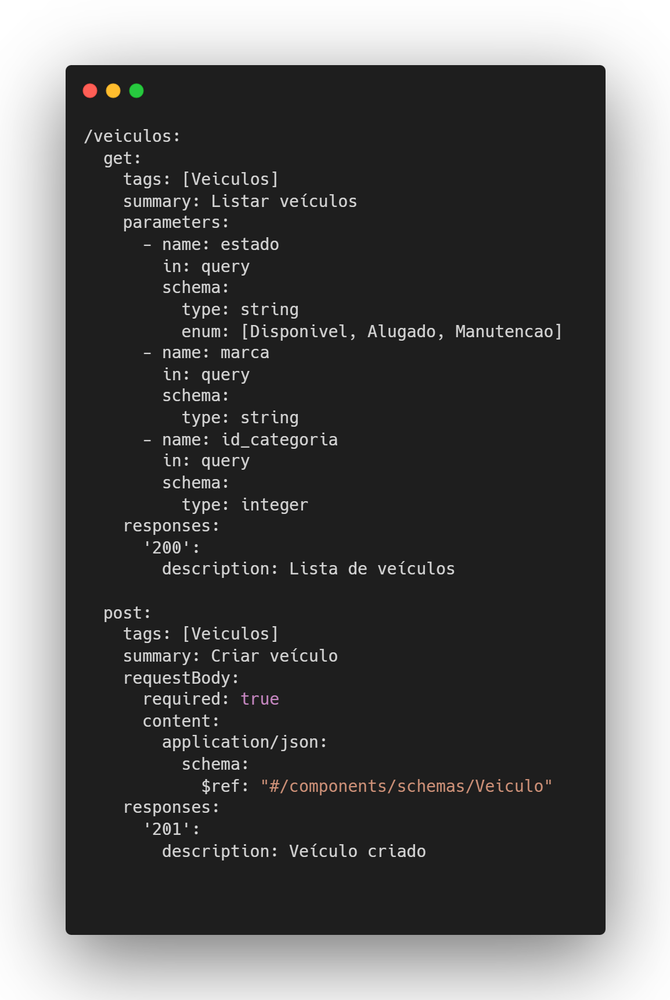 /veiculos:
  get:
    tags: [Veiculos]
    summary: Listar veículos
    parameters:
      - name: estado
        in: query
        schema:
          type: string
          enum: [Disponivel, Alugado, Manutencao]
      - name: marca
        in: query
        schema:
          type: string
      - name: id_categoria
        in: query
        schema:
          type: integer
    responses:
      '200':
        description: Lista de veículos

  post:
    tags: [Veiculos]
    summary: Criar veículo
    requestBody:
      required: true
      content:
        application/json:
          schema:
            $ref: "#/components/schemas/Veiculo"
    responses:
      '201':
        description: Veículo criado